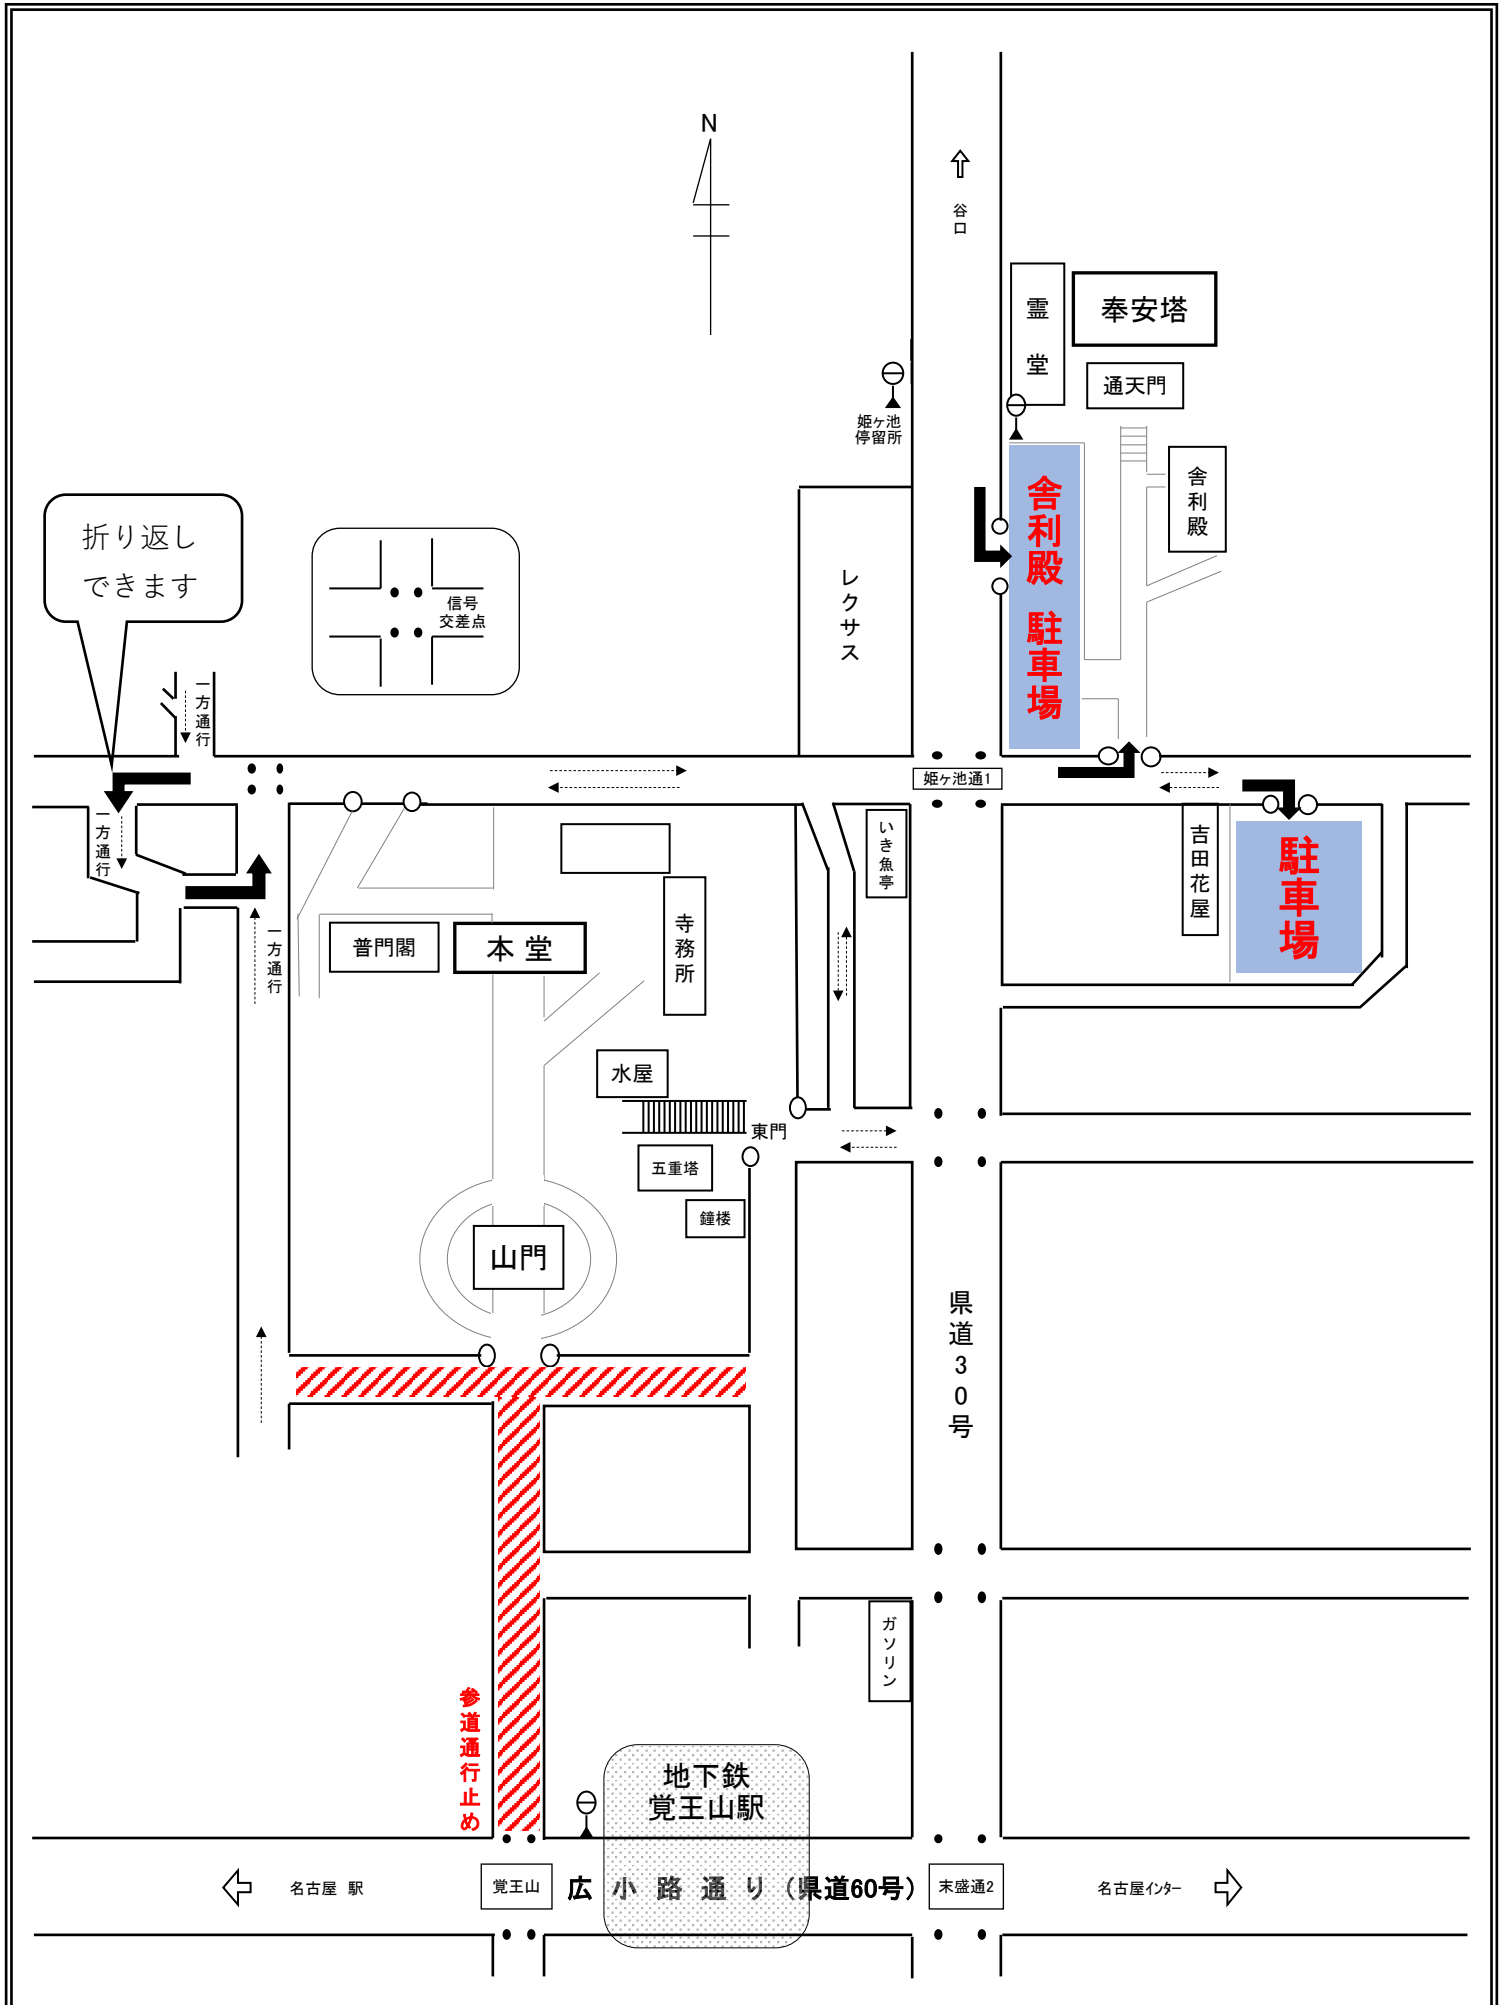 N
谷口
霊堂
奉安塔
通天門
姫ヶ池
停留所
舎利殿
舎利殿 駐車場
折り返し
できます
信号
交差点
レクサス
一方通行
姫ヶ池通1
一方通行
いき魚亭
吉田花屋
駐車場
一方通行
普門閣
本堂
寺務所
水屋
東門
五重塔
鐘楼
山門
県道30号
ガソリン
参道通行止め
地下鉄
覚王山駅
名古屋 駅
覚王山
広小路通り(県道60号)
末盛通2
名古屋インター